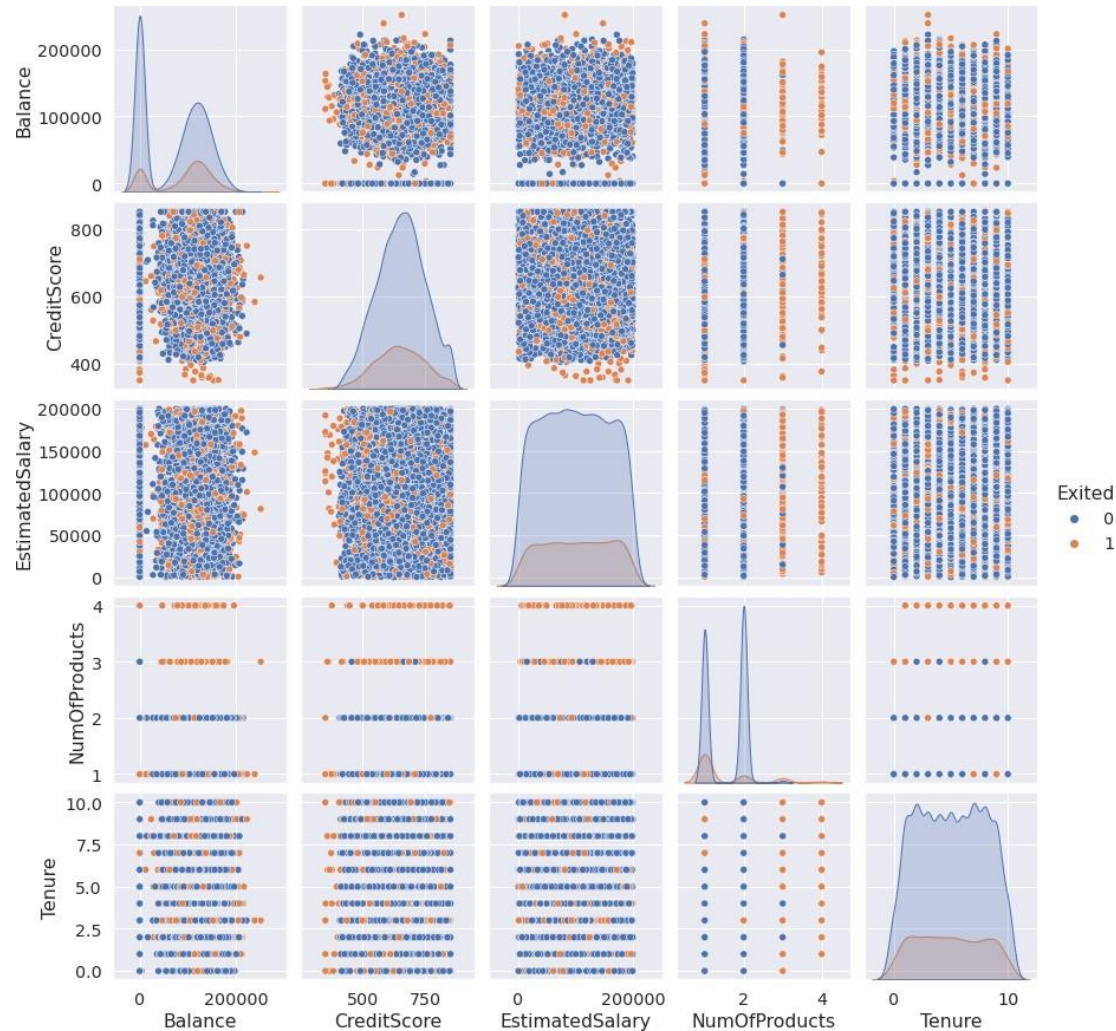 Balance
200000
100000
0
CreditScore
800
600
400
EstimatedSalary
200000
150000
100000
50000
0
Exited
0
1
NumOfProducts
4
3
2
1
Tenure
10.0
7.5
5.0
2.5
0.0
0 200000 500 750 0 200000 2 4 0 10
Balance CreditScore EstimatedSalary NumOfProducts Tenure